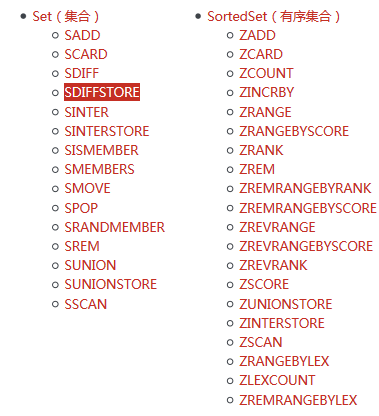 Set（集合）
SADD
SCARD
SDIFF
SDIFFSTORE
SINTER
SINTERSTORE
SISMEMBER
SMEMBERS
SMOVE
SPOP
SRANDMEMBER
SREM
SUNION
SUNIONSTORE
SSCAN
SortedSet（有序集合）
ZADD
ZCARD
ZCOUNT
ZINCRBY
ZRANGE
ZRANGEBYSCORE
ZRANK
ZREM
ZREMRANGEBYRANK
ZREMRANGEBYSCORE
ZREVRANGE
ZREVRANGEBYSCORE
ZREVRANK
ZSCORE
ZUNIONSTORE
ZINTERSTORE
ZSCAN
ZRANGEBYLEX
ZLEXCOUNT
ZREMRANGEBYLEX